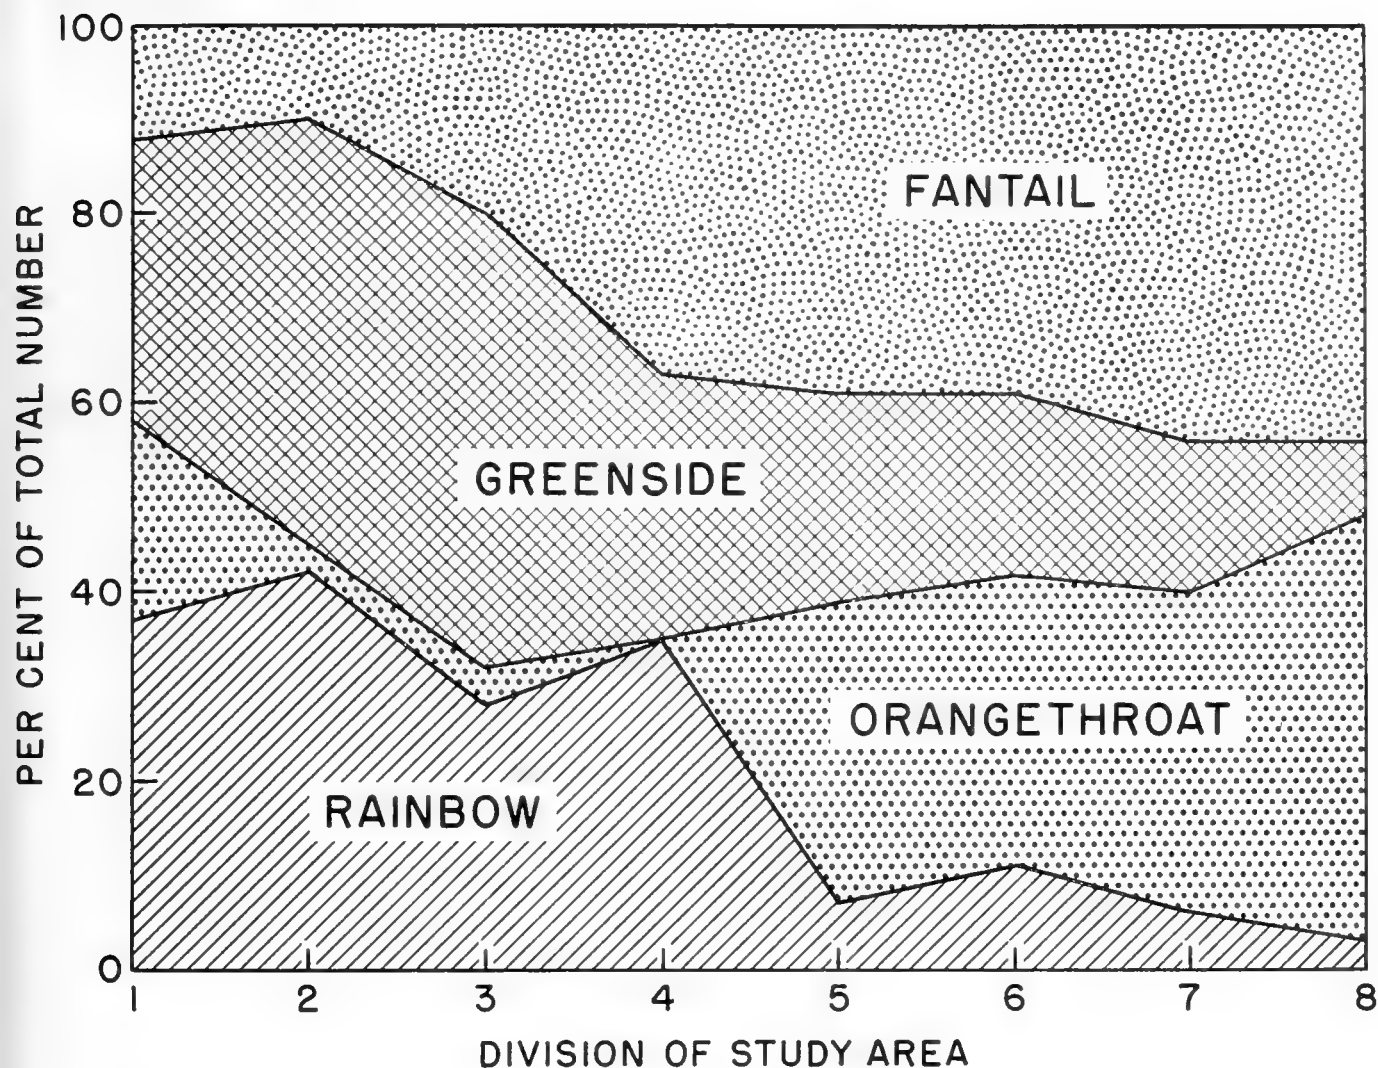 PER CENT OF TOTAL NUMBER
100
80
60
40
20
0
FANTAIL
GREENSIDE
ORANGETHROAT
RAINBOW
1 2 3 4 5 6 7 8
DIVISION OF STUDY AREA